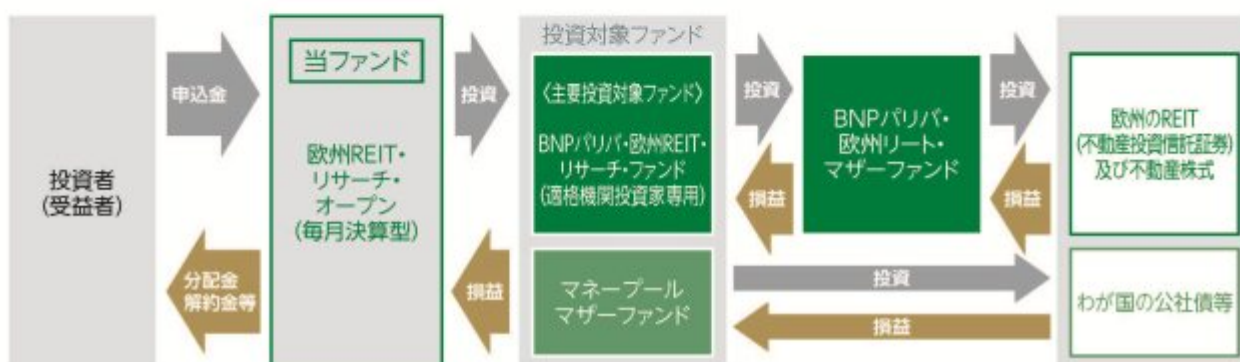 投資者
(受益者)
申込金
分配金
解約金等
当ファンド
欧州REIT・
リサーチ・
オープン
(毎月決算型)
投資
損益
投資対象ファンド
〈主要投資対象ファンド〉
BNPパリバ・欧州REIT・
リサーチ・ファンド
(適格機関投資家専用)
マネープール
マザーファンド
投資
損益
BNPパリバ・
欧州リート・
マザーファンド
投資
損益
欧州のREIT
(不動産投資信託証券)
及び不動産株式
投資
損益
わが国の公社債等